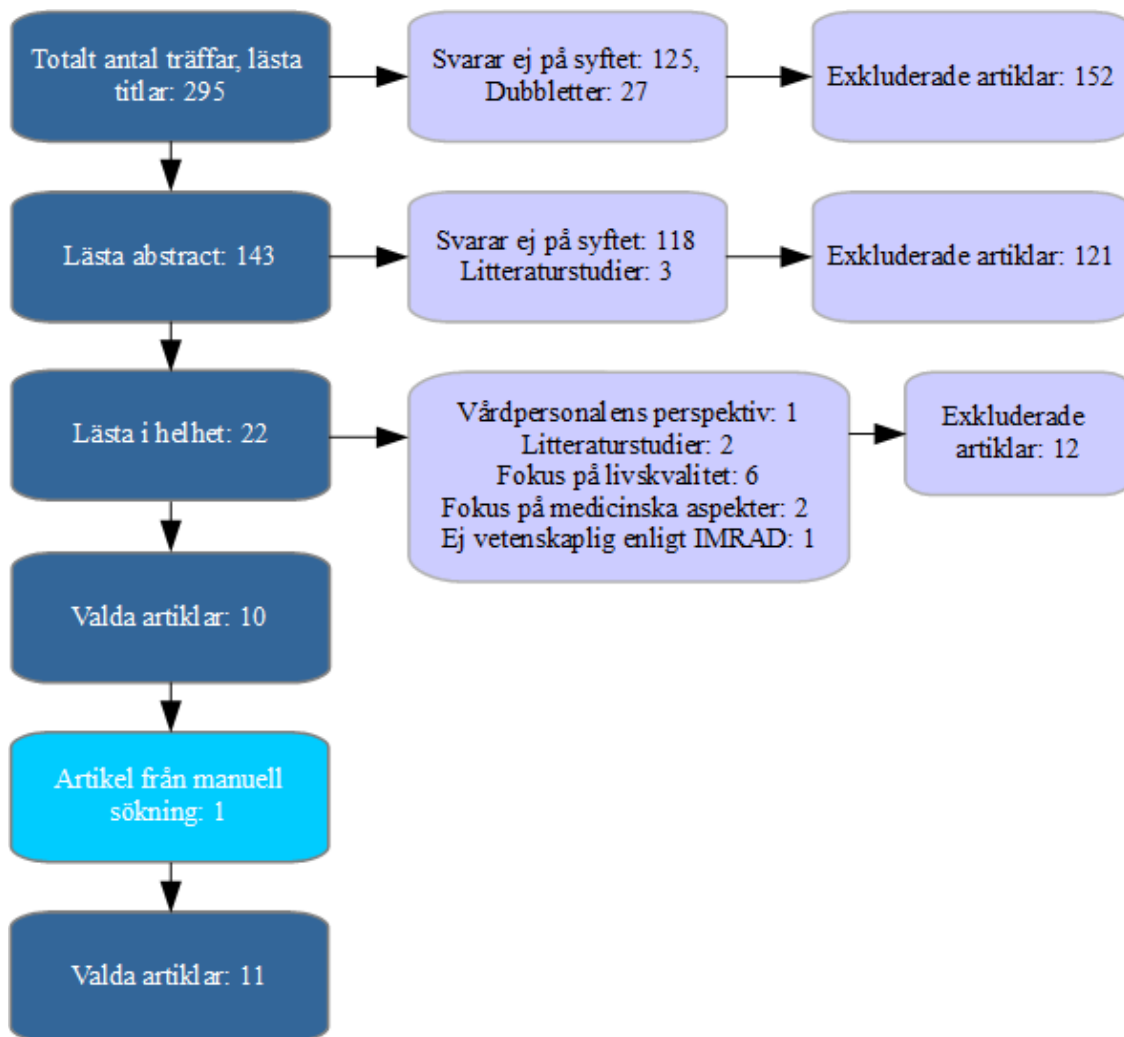 Totalt antal träffar, lästa
titlar: 295
Svarar ej på syftet: 125,
Dubbletter: 27
Exkluderade artiklar: 152
Lästa abstract: 143
Svarar ej på syftet: 118
Litteraturstudier: 3
Exkluderade artiklar: 121
Lästa i helhet: 22
Vårdpersonalens perspektiv: 1
Litteraturstudier: 2
Fokus på livskvalitet: 6
Fokus på medicinska aspekter: 2
Ej vetenskaplig enligt IMRAD: 1
Exkluderade
artiklar: 12
Valda artiklar: 10
Artikel från manuell
sökning: 1
Valda artiklar: 11